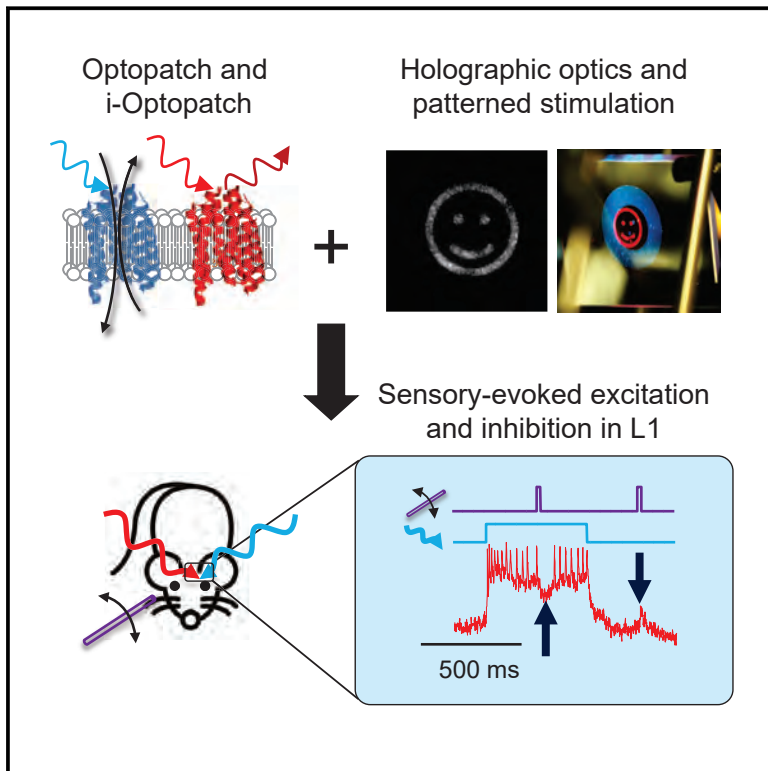 Optopatch and
i-Optopatch
Holographic optics and
patterned stimulation
+
Sensory-evoked excitation
and inhibition in L1
500 ms